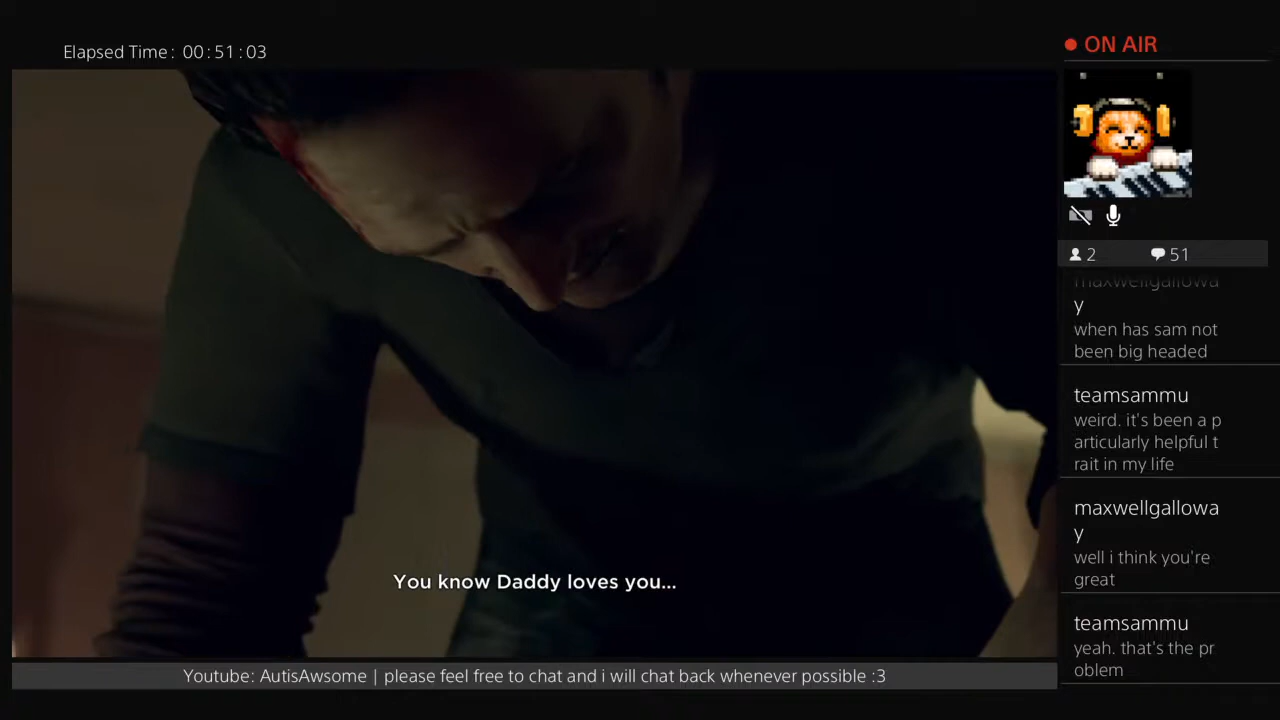 Elapsed Time: 00:51:03
ON AIR
2 51
maxwellgallowa
y
when has sam not
been big headed
teamsammu
weird. it's been a p
articularly helpful t
rait in my life
maxwellgallowa
y
well i think you're
great
teamsammu
yeah. that's the pr
oblem
You know Daddy loves you...
Youtube: AutisAwsome | please feel free to chat and i will chat back whenever possible :3